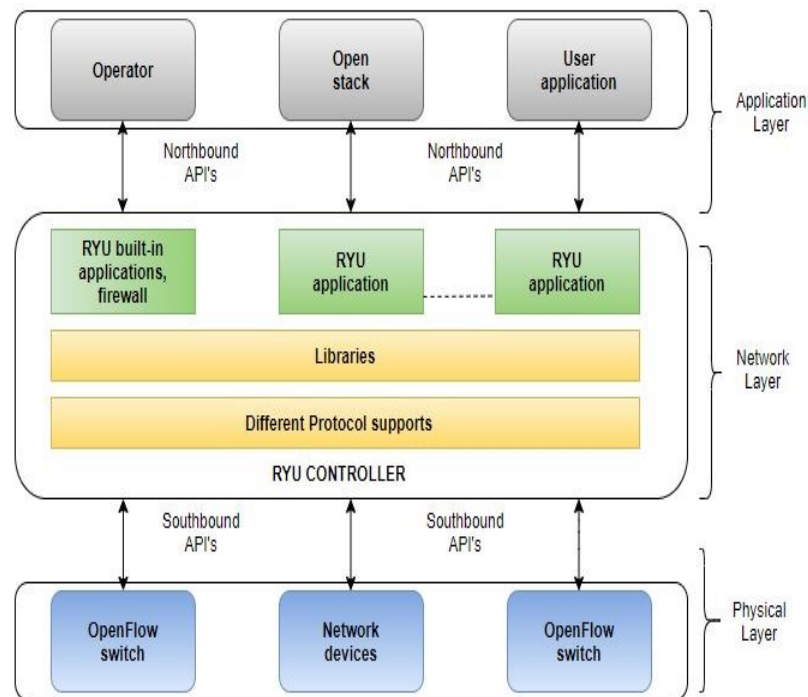 Operator
Open
stack
User
application
Application
Layer
Northbound
API's
Northbound
API's
RYU built-in
applications,
firewall
RYU
application
RYU
application
Libraries
Different Protocol supports
RYU CONTROLLER
Network
Layer
Southbound
API's
Southbound
API's
OpenFlow
switch
Network
devices
OpenFlow
switch
Physical
Layer